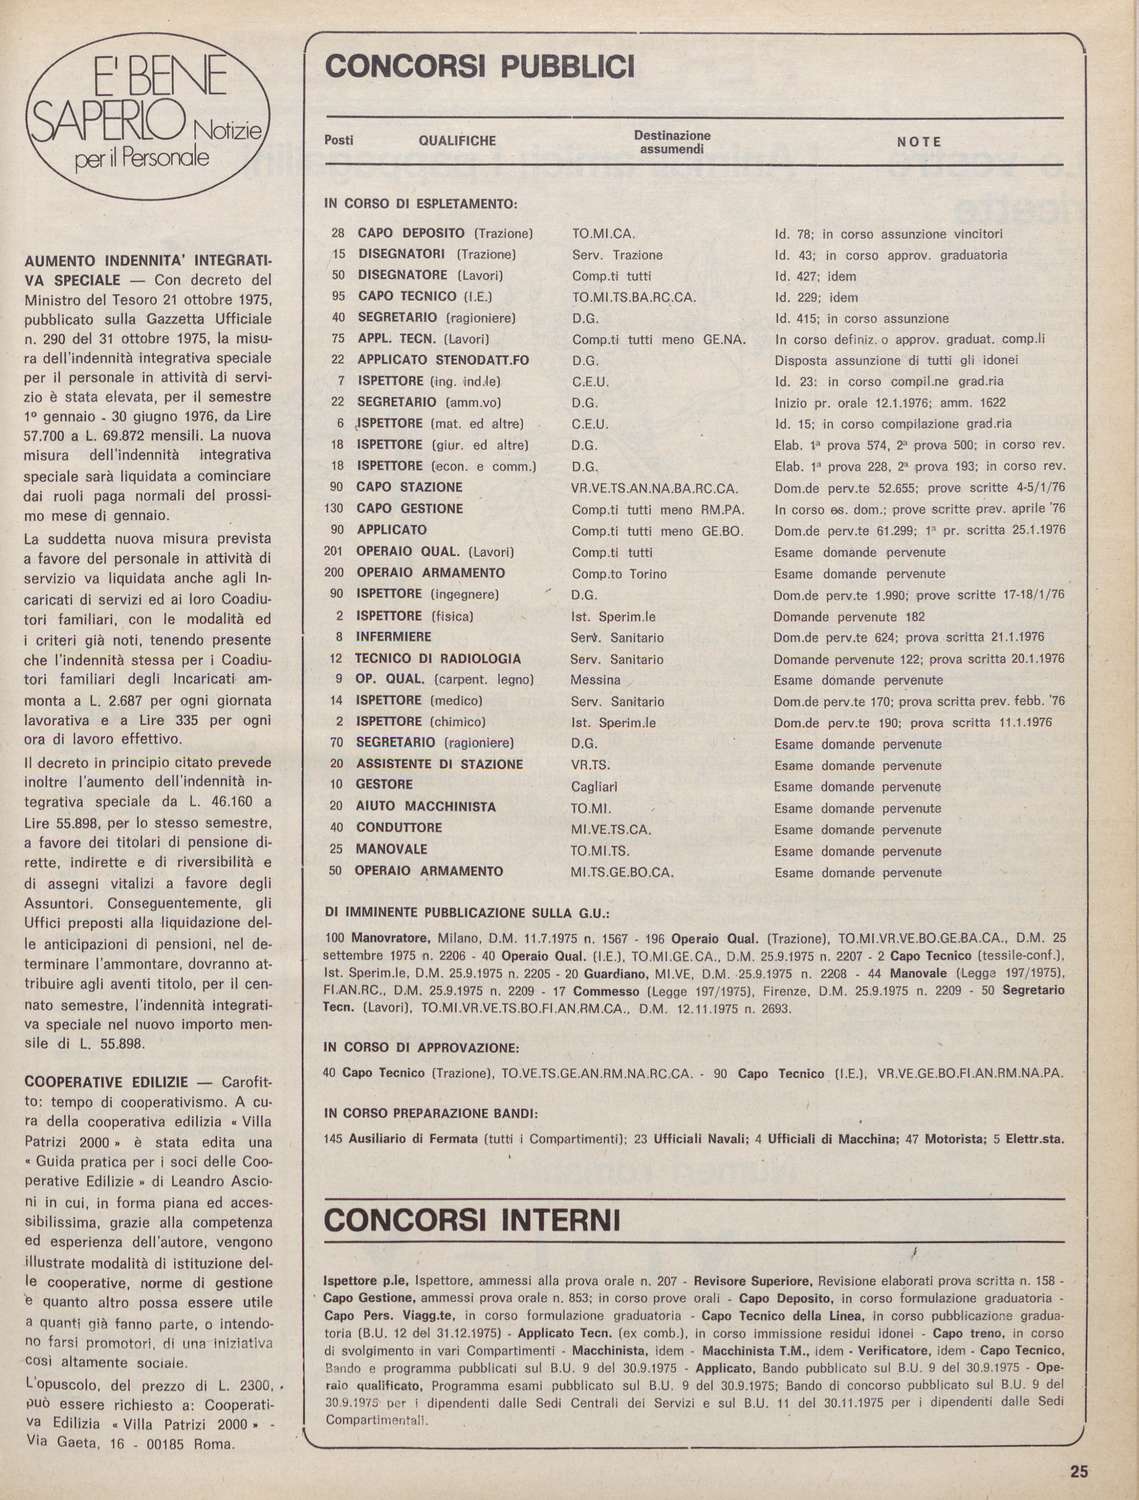 E' BENE
SAPERLO Notizie
per il Personale
AUMENTO INDENNITA' INTEGRATI-
VA SPECIALE — Con decreto del
Ministro del Tesoro 21 ottobre 1975,
pubblicato sulla Gazzetta Ufficiale
n. 290 del 31 ottobre 1975, la misu-
ra dell'indennità integrativa speciale
per il personale in attività di servi-
zio è stata elevata, per il semestre
1º gennaio - 30 giugno 1976, da Lire
57.700 a L. 69.872 mensili. La nuova
misura dell'indennità integrativa
speciale sarà liquidata a cominciare
dai ruoli paga normali del prossi-
mo mese di gennaio.
La suddetta nuova misura prevista
a favore del personale in attività di
servizio va liquidata anche agli In-
caricati di servizi ed ai loro Coadiu-
tori familiari, con le modalità ed
i criteri già noti, tenendo presente
che l'indennità stessa per i Coadiu-
tori familiari degli Incaricati am-
monta a L. 2.687 per ogni giornata
lavorativa e a Lire 335 per ogni
ora di lavoro effettivo.
Il decreto in principio citato prevede
inoltre l'aumento dell'indennità in-
tegrativa speciale da L. 46.160 a
Lire 55.898, per lo stesso semestre,
a favore dei titolari di pensione di-
rette, indirette e di riversibilità e
di assegni vitalizi a favore degli
Assuntori. Conseguentemente, gli
Uffici preposti alla liquidazione del-
le anticipazioni di pensioni, nel de-
terminare l'ammontare, dovranno at-
tribuire agli aventi titolo, per il cen-
nato semestre, l'indennità integrati-
va speciale nel nuovo importo men-
sile di L. 55.898.
COOPERATIVE EDILIZIE — Carofit-
to: tempo di cooperativismo. A cu-
ra della cooperativa edilizia « Villa
Patrizi 2000 » è stata edita una
« Guida pratica per i soci delle Coo-
perative Edilizie » di Leandro Ascio-
ni in cui, in forma piana ed acces-
sibilissima, grazie alla competenza
ed esperienza dell'autore, vengono
illustrate modalità di istituzione del-
le cooperative, norme di gestione
e quanto altro possa essere utile
a quanti già fanno parte, o intendo-
no farsi promotori, di una iniziativa
così altamente sociale.
L'opuscolo, del prezzo di L. 2300,
può essere richiesto a: Cooperati-
va Edilizia « Villa Patrizi 2000 » -
Via Gaeta, 16 - 00185 Roma.
CONCORSI PUBBLICI
Posti QUALIFICHE Destinazione assumendi NOTE
IN CORSO DI ESPLETAMENTO:
28 CAPO DEPOSITO (Trazione) TO.MI.CA. Id. 78; in corso assunzione vincitori
15 DISEGNATORI (Trazione) Serv. Trazione Id. 43; in corso approv. graduatoria
50 DISEGNATORE (Lavori) Comp.ti tutti Id. 427; idem
95 CAPO TECNICO (I.E.) TO.MI.TS.BA.RC.CA. Id. 229; idem
40 SEGRETARIO (ragioniere) D.G. Id. 415; in corso assunzione
75 APPL. TECN. (Lavori) Comp.ti tutti meno GE.NA. In corso definiz. o approv. graduat. comp.li
22 APPLICATO STENODATT.FO D.G. Disposta assunzione di tutti gli idonei
7 ISPETTORE (ing. ind.le) C.E.U. Id. 23: in corso compil.ne grad.ria
22 SEGRETARIO (amm.vo) D.G. Inizio pr. orale 12.1.1976; amm. 1622
6 ISPETTORE (mat. ed altre) C.E.U. Id. 15; in corso compilazione grad.ria
18 ISPETTORE (giur. ed altre) D.G. Elab. 1ª prova 574, 2ª prova 500; in corso rev.
18 ISPETTORE (econ. e comm.) D.G. Elab. 1ª prova 228, 2ª prova 193; in corso rev.
90 CAPO STAZIONE VR.VE.TS.AN.NA.BA.RC.CA. Dom.de perv.te 52.655; prove scritte 4-5/1/76
130 CAPO GESTIONE Comp.ti tutti meno RM.PA. In corso es. dom.; prove scritte prev. aprile '76
90 APPLICATO Comp.ti tutti meno GE.BO. Dom.de perv.te 61.299; 1ª pr. scritta 25.1.1976
201 OPERAIO QUAL. (Lavori) Comp.ti tutti Esame domande pervenute
200 OPERAIO ARMAMENTO Comp.to Torino Esame domande pervenute
90 ISPETTORE (ingegnere) D.G. Dom.de perv.te 1.990; prove scritte 17-18/1/76
2 ISPETTORE (fisica) Ist. Sperim.le Domande pervenute 182
8 INFERMIERE Serv. Sanitario Dom.de perv.te 624; prova scritta 21.1.1976
12 TECNICO DI RADIOLOGIA Serv. Sanitario Domande pervenute 122; prova scritta 20.1.1976
9 OP. QUAL. (carpent. legno) Messina Esame domande pervenute
14 ISPETTORE (medico) Serv. Sanitario Dom.de perv.te 170; prova scritta prev. febb. '76
2 ISPETTORE (chimico) Ist. Sperim.le Dom.de perv.te 190; prova scritta 11.1.1976
70 SEGRETARIO (ragioniere) D.G. Esame domande pervenute
20 ASSISTENTE DI STAZIONE VR.TS. Esame domande pervenute
10 GESTORE Cagliari Esame domande pervenute
20 AIUTO MACCHINISTA TO.MI. Esame domande pervenute
40 CONDUTTORE MI.VE.TS.CA. Esame domande pervenute
25 MANOVALE TO.MI.TS. Esame domande pervenute
50 OPERAIO ARMAMENTO MI.TS.GE.BO.CA. Esame domande pervenute
DI IMMINENTE PUBBLICAZIONE SULLA G.U.:
100 Manovratore, Milano, D.M. 11.7.1975 n. 1567 - 196 Operaio Qual. (Trazione), TO.MI.VR.VE.BO.GE.BA.CA., D.M. 25
settembre 1975 n. 2206 - 40 Operaio Qual. (I.E.), TO.MI.GE.CA., D.M. 25.9.1975 n. 2207 - 2 Capo Tecnico (tessile-conf.),
Ist. Sperim.le, D.M. 25.9.1975 n. 2205 - 20 Guardiano, MI.VE, D.M. 25.9.1975 n. 2208 - 44 Manovale (Legge 197/1975),
FI.AN.RC., D.M. 25.9.1975 n. 2209 - 17 Commesso (Legge 197/1975), Firenze, D.M. 25.9.1975 n. 2209 - 50 Segretario
Tecn. (Lavori), TO.MI.VR.VE.TS.BO.FI.AN.RM.CA., D.M. 12.11.1975 n. 2693.
IN CORSO DI APPROVAZIONE:
40 Capo Tecnico (Trazione), TO.VE.TS.GE.AN.RM.NA.RC.CA. - 90 Capo Tecnico (I.E.), VR.VE.GE.BO.FI.AN.RM.NA.PA.
IN CORSO PREPARAZIONE BANDI:
145 Ausiliario di Fermata (tutti i Compartimenti); 23 Ufficiali Navali; 4 Ufficiali di Macchina; 47 Motorista; 5 Elettr.sta.
CONCORSI INTERNI
Ispettore p.le, Ispettore, ammessi alla prova orale n. 207 - Revisore Superiore, Revisione elaborati prova scritta n. 158 -
Capo Gestione, ammessi prova orale n. 853; in corso prove orali - Capo Deposito, in corso formulazione graduatoria -
Capo Pers. Viagg.te, in corso formulazione graduatoria - Capo Tecnico della Linea, in corso pubblicazione gradua-
toria (B.U. 12 del 31.12.1975) - Applicato Tecn. (ex comb.), in corso immissione residui idonei - Capo treno, in corso
di svolgimento in vari Compartimenti - Macchinista, idem - Macchinista T.M., idem - Verificatore, idem - Capo Tecnico,
Bando e programma pubblicati sul B.U. 9 del 30.9.1975 - Applicato, Bando pubblicato sul B.U. 9 del 30.9.1975 - Ope-
raio qualificato, Programma esami pubblicato sul B.U. 9 del 30.9.1975; Bando di concorso pubblicato sul B.U. 9 del
30.9.1975 per i dipendenti dalle Sedi Centrali dei Servizi e sul B.U. 11 del 30.11.1975 per i dipendenti dalle Sedi
Compartimentali.
25